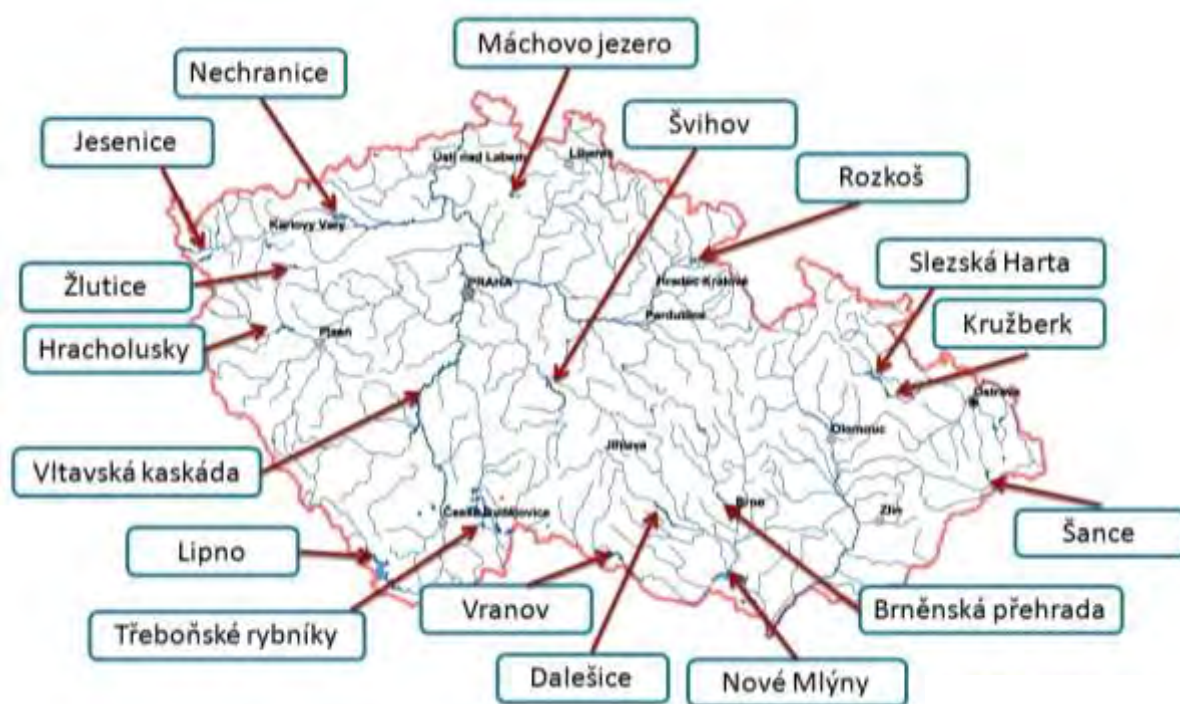 Máchovo jezero
Nechranice
Švihov
Jesenice
Ústí nad Labem
Liberec
Rozkoš
Karlovy Vary
Slezská Harta
Žlutice
PRAHA
Hradec Králové
Kružberk
Pardubice
Hracholusky
Plzeň
Ostrava
Olomouc
Jihlava
Vltavská kaskáda
Brno
Zlín
České Budějovice
Šance
Lipno
Vranov
Brněnská přehrada
Třeboňské rybníky
Dalešice
Nové Mlýny